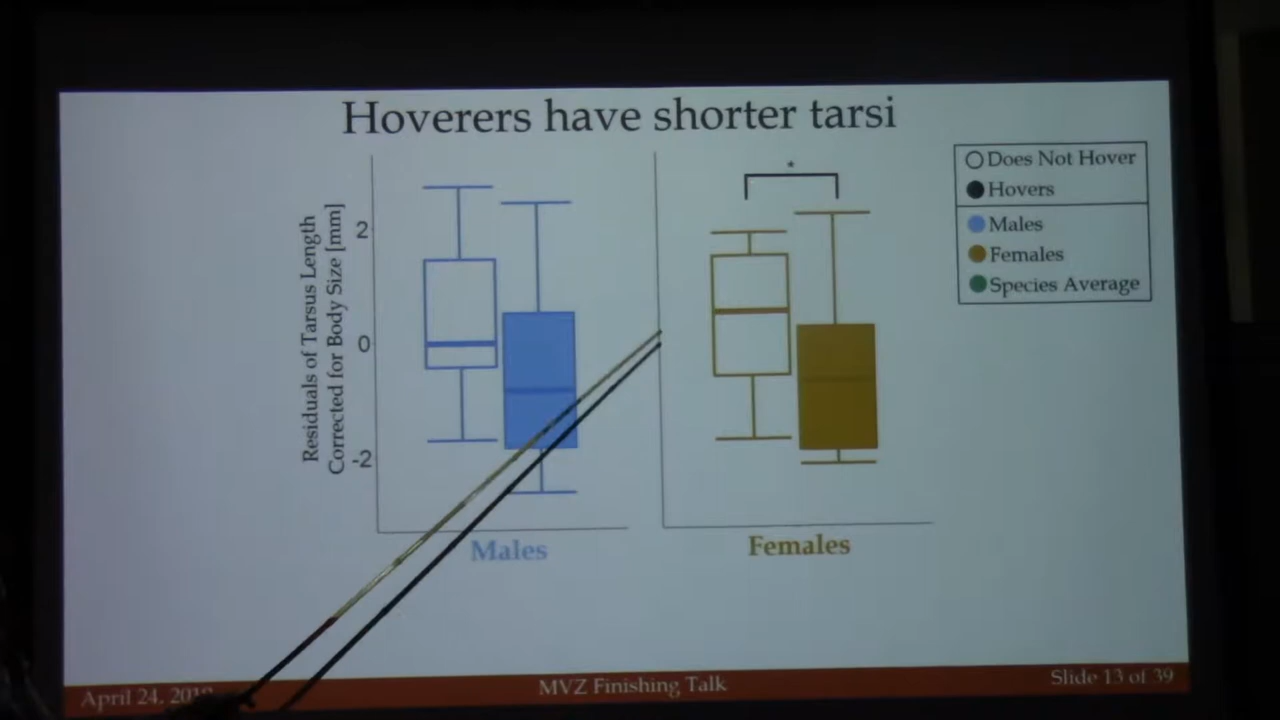 Hoverers have shorter tarsi
Residuals of Tarsus Length
Corrected for Body Size [mm]
2
0
-2
*
Does Not Hover
Hovers
Males
Females
Species Average
Males
Females
April 24,
MVZ Finishing Talk
Slide 13 of 39